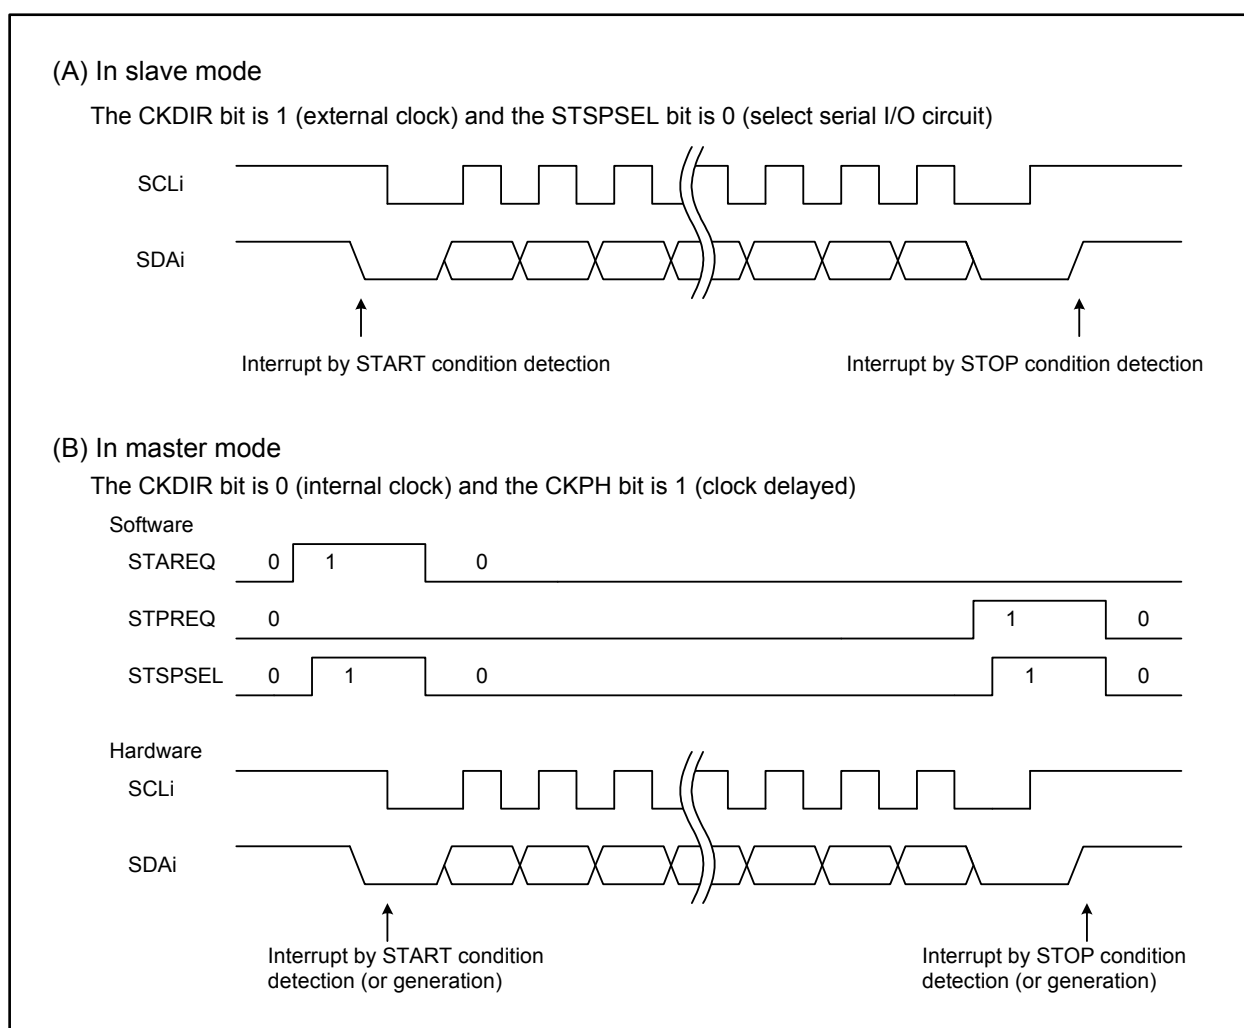 (A) In slave mode
The CKDIR bit is 1 (external clock) and the STSPSEL bit is 0 (select serial I/O circuit)
SCLi
SDAi
Interrupt by START condition detection
Interrupt by STOP condition detection
(B) In master mode
The CKDIR bit is 0 (internal clock) and the CKPH bit is 1 (clock delayed)
Software
STAREQ 0 1 0
STPREQ 0 1 0
STSPSEL 0 1 0 1 0
Hardware
SCLi
SDAi
Interrupt by START condition
detection (or generation)
Interrupt by STOP condition
detection (or generation)